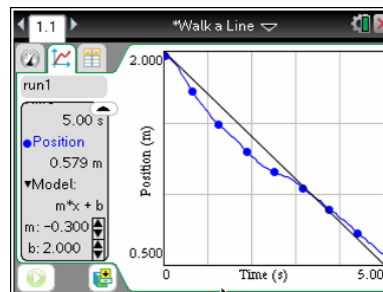 1.1
*Walk a Line
run1
5.00 s
Position
0.579 m
Model:
m*x + b
m: -0.300
b: 2.000
2.000
Position (m)
0.500
0
Time (s)
5.00